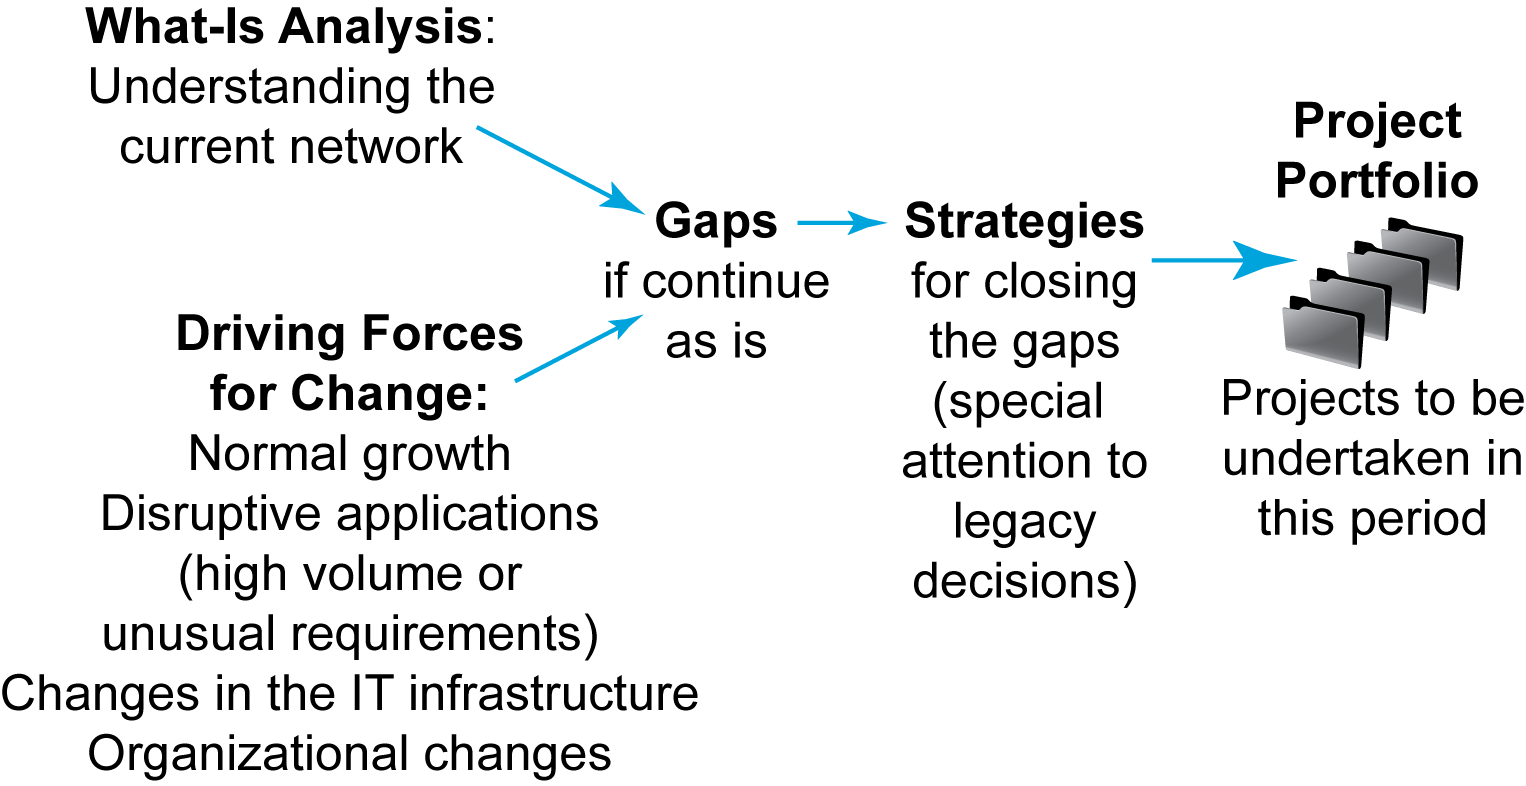 What-Is Analysis:
Understanding the
current network
Driving Forces
for Change:
Normal growth
Disruptive applications
(high volume or
unusual requirements)
Changes in the IT infrastructure
Organizational changes
Gaps
if continue
as is
Strategies
for closing
the gaps
(special
attention to
legacy
decisions)
Project
Portfolio
Projects to be
undertaken in
this period